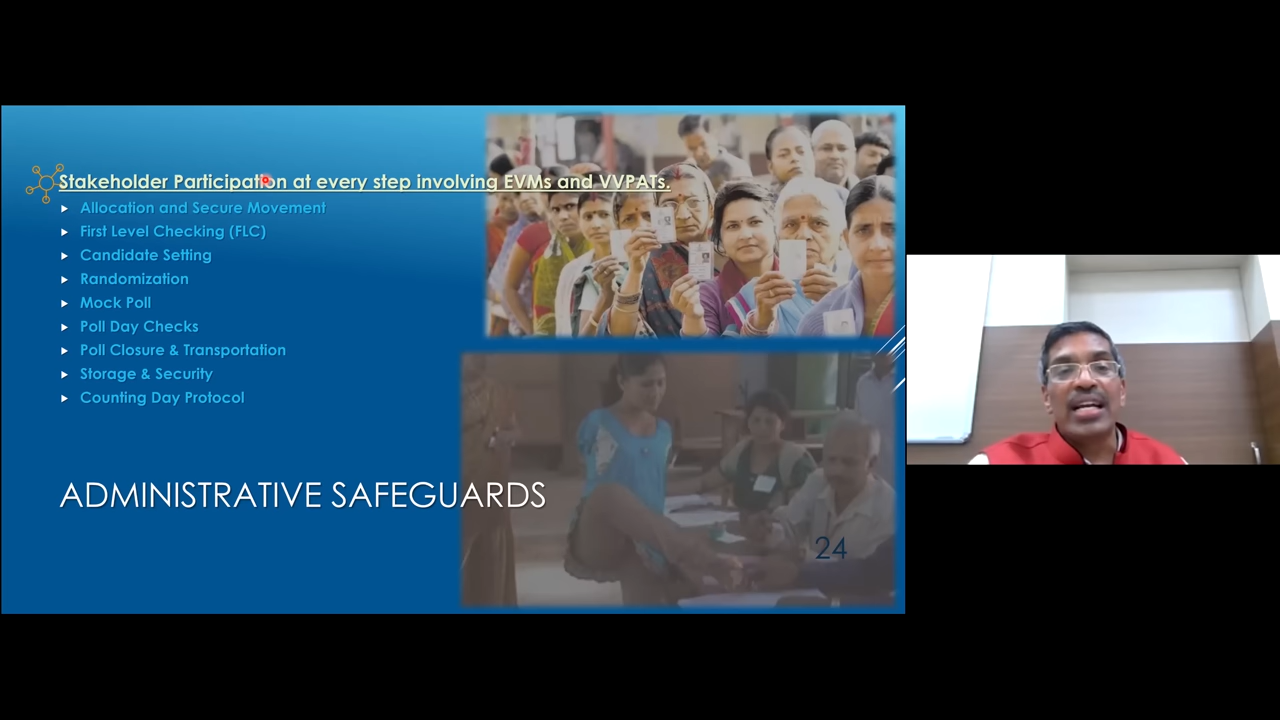 Stakeholder Participation at every step involving EVMs and VVPATs.
Allocation and Secure Movement
First Level Checking (FLC)
Candidate Setting
Randomization
Mock Poll
Poll Day Checks
Poll Closure & Transportation
Storage & Security
Counting Day Protocol
ADMINISTRATIVE SAFEGUARDS
24